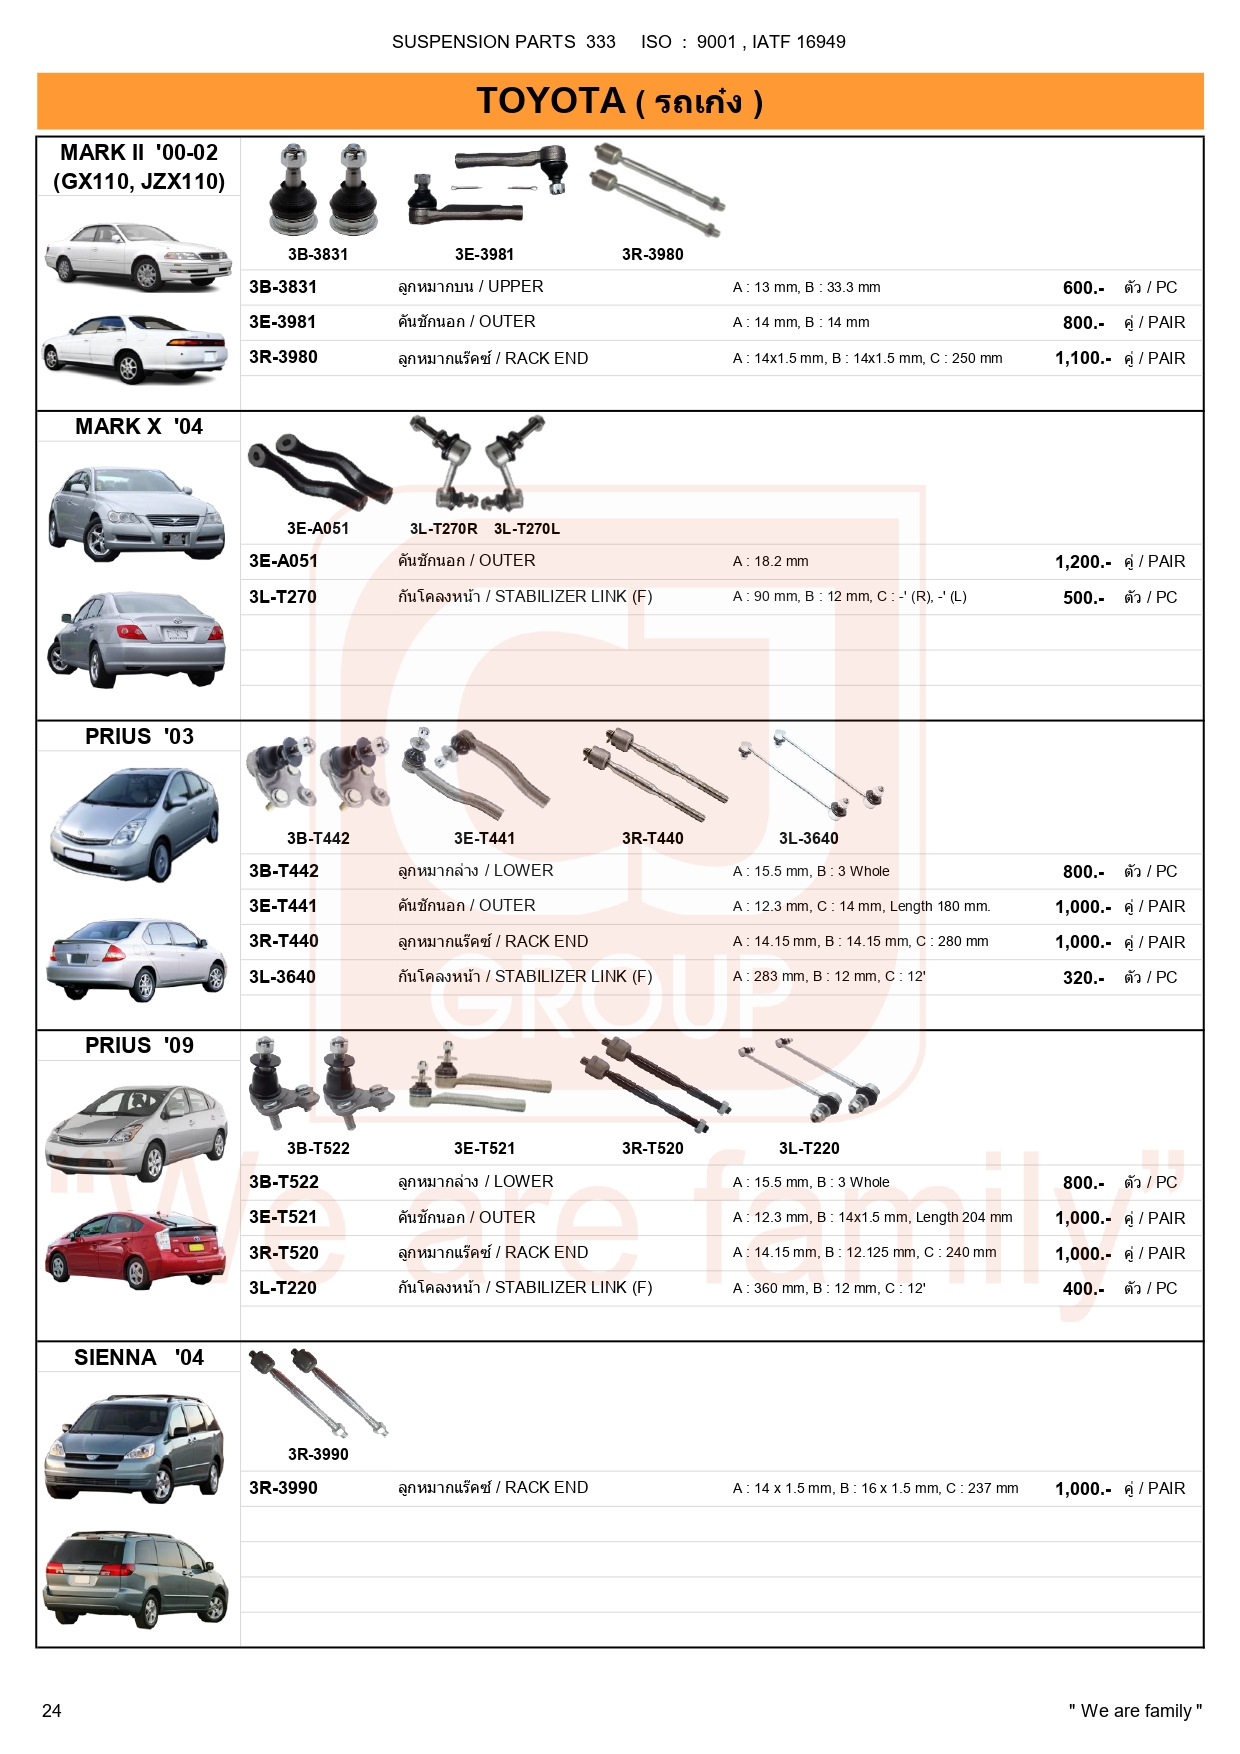 SUSPENSION PARTS 333 ISO : 9001 , IATF 16949
TOYOTA ( รถเก๋ง )
MARK II '00-02
(GX110, JZX110)
3B-3831 3E-3981 3R-3980
3B-3831 ลูกหมากบน / UPPER A : 13 mm, B : 33.3 mm 600.- ตัว / PC
3E-3981 คันชักนอก / OUTER A : 14 mm, B : 14 mm 800.- คู่ / PAIR
3R-3980 ลูกหมากแร๊คซ์ / RACK END A : 14x1.5 mm, B : 14x1.5 mm, C : 250 mm 1,100.- คู่ / PAIR
MARK X '04
3E-A051 3L-T270R 3L-T270L
3E-A051 คันชักนอก / OUTER A : 18.2 mm 1,200.- คู่ / PAIR
3L-T270 กันโคลงหน้า / STABILIZER LINK (F) A : 90 mm, B : 12 mm, C : -' (R), -' (L) 500.- ตัว / PC
PRIUS '03
3B-T442 3E-T441 3R-T440 3L-3640
3B-T442 ลูกหมากล่าง / LOWER A : 15.5 mm, B : 3 Whole 800.- ตัว / PC
3E-T441 คันชักนอก / OUTER A : 12.3 mm, C : 14 mm, Length 180 mm. 1,000.- คู่ / PAIR
3R-T440 ลูกหมากแร๊คซ์ / RACK END A : 14.15 mm, B : 14.15 mm, C : 280 mm 1,000.- คู่ / PAIR
3L-3640 กันโคลงหน้า / STABILIZER LINK (F) A : 283 mm, B : 12 mm, C : 12' 320.- ตัว / PC
GROUP
PRIUS '09
3B-T522 3E-T521 3R-T520 3L-T220
"We are family"
3B-T522 ลูกหมากล่าง / LOWER A : 15.5 mm, B : 3 Whole 800.- ตัว / PC
3E-T521 คันชักนอก / OUTER A : 12.3 mm, B : 14x1.5 mm, Length 204 mm 1,000.- คู่ / PAIR
3R-T520 ลูกหมากแร๊คซ์ / RACK END A : 14.15 mm, B : 12.125 mm, C : 240 mm 1,000.- คู่ / PAIR
3L-T220 กันโคลงหน้า / STABILIZER LINK (F) A : 360 mm, B : 12 mm, C : 12' 400.- ตัว / PC
SIENNA '04
3R-3990
3R-3990 ลูกหมากแร๊คซ์ / RACK END A : 14 x 1.5 mm, B : 16 x 1.5 mm, C : 237 mm 1,000.- คู่ / PAIR
24 " We are family "